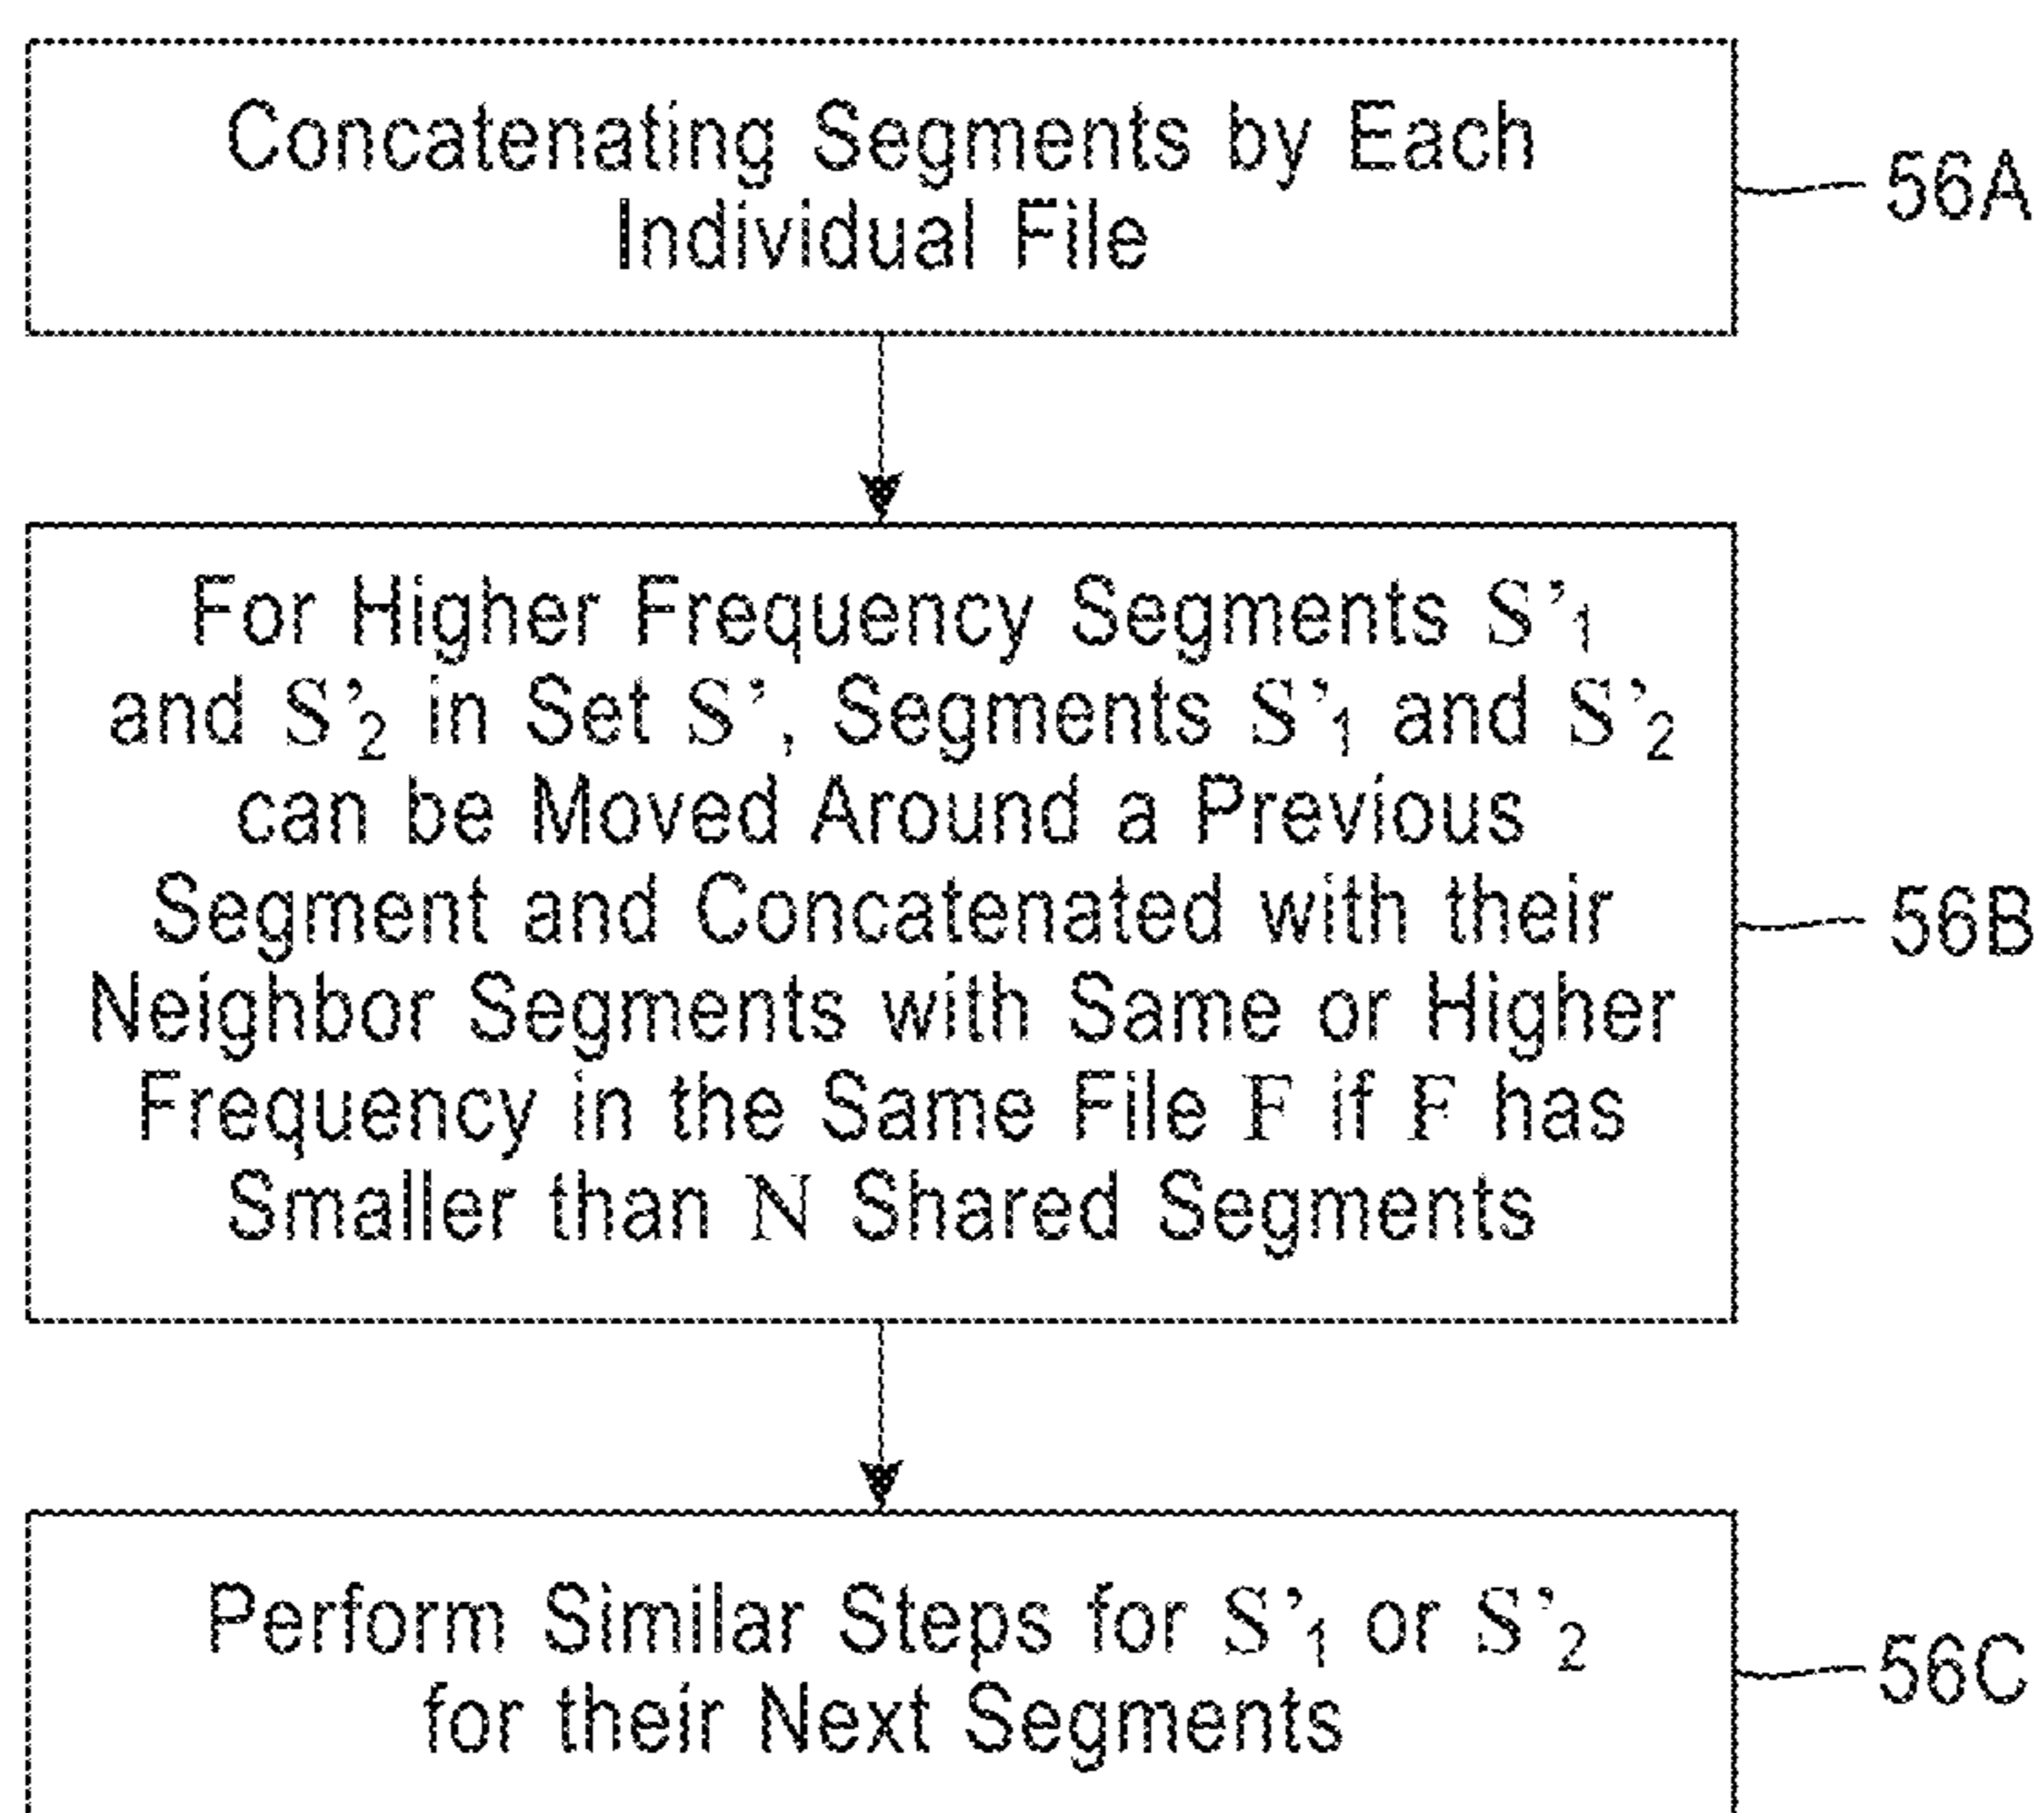 Concatenating Segments by Each
Individual File
56A
For Higher Frequency Segments S'₁
and S'₂ in Set S', Segments S'₁ and S'₂
can be Moved Around a Previous
Segment and Concatenated with their
Neighbor Segments with Same or Higher
Frequency in the Same File F if F has
Smaller than N Shared Segments
56B
Perform Similar Steps for S'₁ or S'₂
for their Next Segments
56C